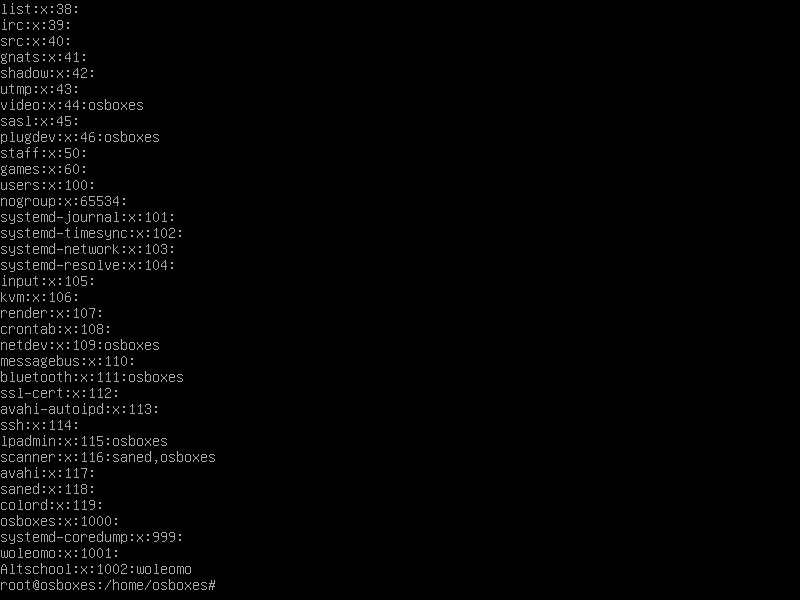 list:x:38:
irc:x:39:
src:x:40:
gnats:x:41:
shadow:x:42:
utmp:x:43:
video:x:44:osboxes
sasl:x:45:
plugdev:x:46:osboxes
staff:x:50:
games:x:60:
users:x:100:
nogroup:x:65534:
systemd-journal:x:101:
systemd-timesync:x:102:
systemd-network:x:103:
systemd-resolve:x:104:
input:x:105:
kvm:x:106:
render:x:107:
crontab:x:108:
netdev:x:109:osboxes
messagebus:x:110:
bluetooth:x:111:osboxes
ssl-cert:x:112:
avahi-autoipd:x:113:
ssh:x:114:
lpadmin:x:115:osboxes
scanner:x:116:saned,osboxes
avahi:x:117:
saned:x:118:
colord:x:119:
osboxes:x:1000:
systemd-coredump:x:999:
woleomo:x:1001:
Altschool:x:1002:woleomo
root@osboxes:/home/osboxes#